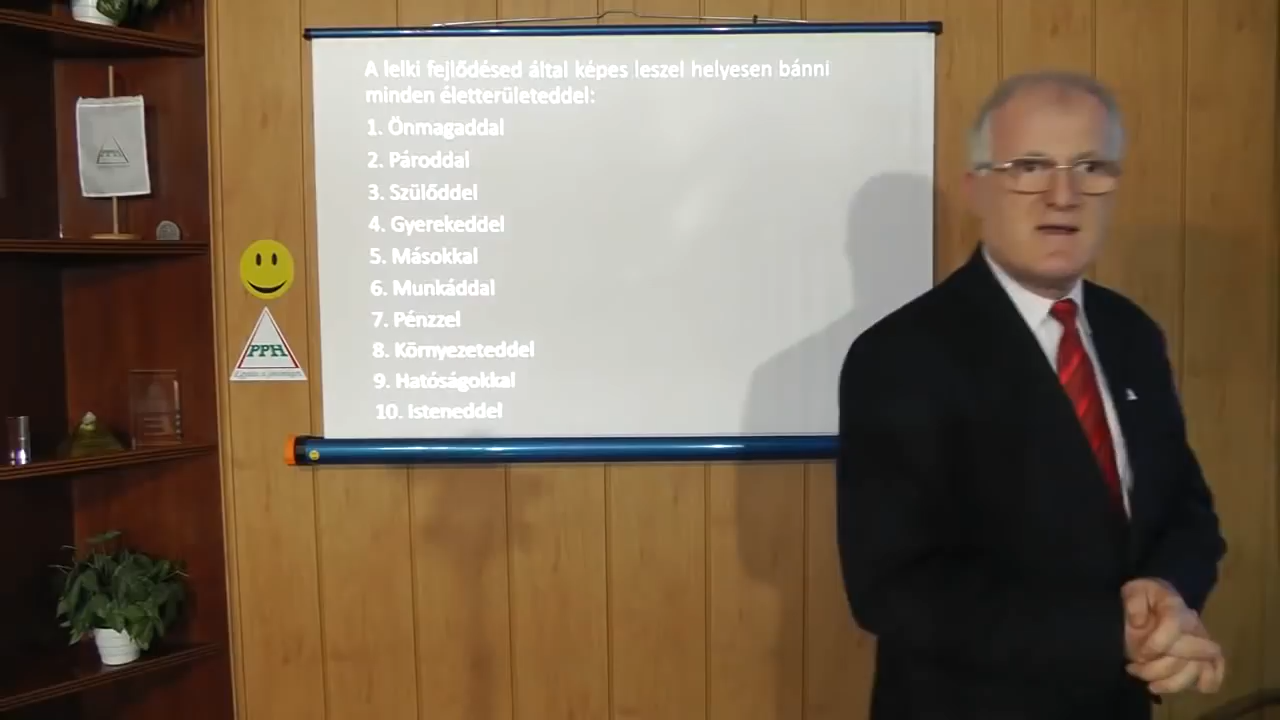 A lelki fejlődésed által képes leszel helyesen bánni
minden életterületeddel:
1. Önmagaddal
2. Pároddal
3. Szülőddel
4. Gyerekeddel
5. Másokkal
6. Munkáddal
7. Pénzzel
8. Környezeteddel
9. Hatóságokkal
10. Isteneddel
PPH